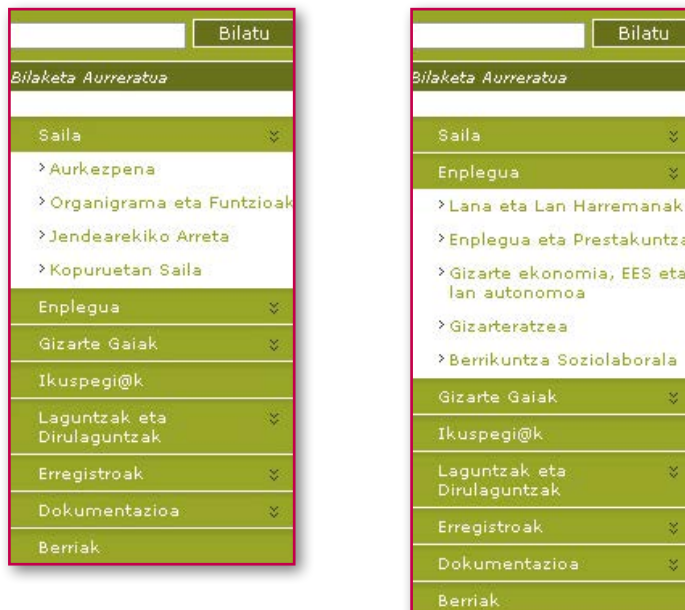 Bilatu
Bilaketa Aurreratua
Saila
Aurkezpena
Organigrama eta Funtzioak
Jendearekiko Arreta
Kopuruetan Saila
Enplegua
Gizarte Gaiak
Ikuspegi@k
Laguntzak eta
Dirulaguntzak
Erregistroak
Dokumentazioa
Berriak
Bilatu
Bilaketa Aurreratua
Saila
Enplegua
Lana eta Lan Harremanak
Enplegua eta Prestakuntza
Gizarte ekonomia, EES eta
lan autonomoa
Gizarteratzea
Berrikuntza Soziolaborala
Gizarte Gaiak
Ikuspegi@k
Laguntzak eta
Dirulaguntzak
Erregistroak
Dokumentazioa
Berriak